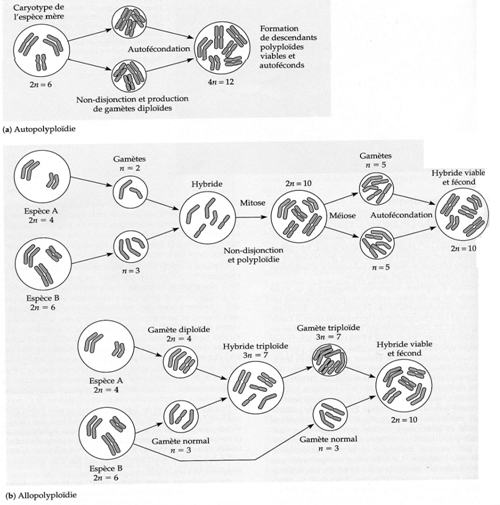 Caryotype de
l'espèce mère
2n = 6
Autofécondation
Non-disjonction et production
de gamètes diploïdes
4n = 12
Formation
de descendants
polyploïdes
viables et
autoféconds
(a) Autopolyploïdie
Espèce A
2n = 4
Gamètes
n = 2
Espèce B
2n = 6
n = 3
Hybride
Mitose
2n = 10
Non-disjonction
et polyploïdie
Méiose
Gamètes
n = 5
Autofécondation
n = 5
Hybride viable
et fécond
2n = 10
Espèce A
2n = 4
Gamète diploïde
2n = 4
Espèce B
2n = 6
Gamète normal
n = 3
Hybride triploïde
3n = 7
Gamète triploïde
3n = 7
Gamète normal
n = 3
Hybride viable
et fécond
2n = 10
(b) Allopolyploïdie